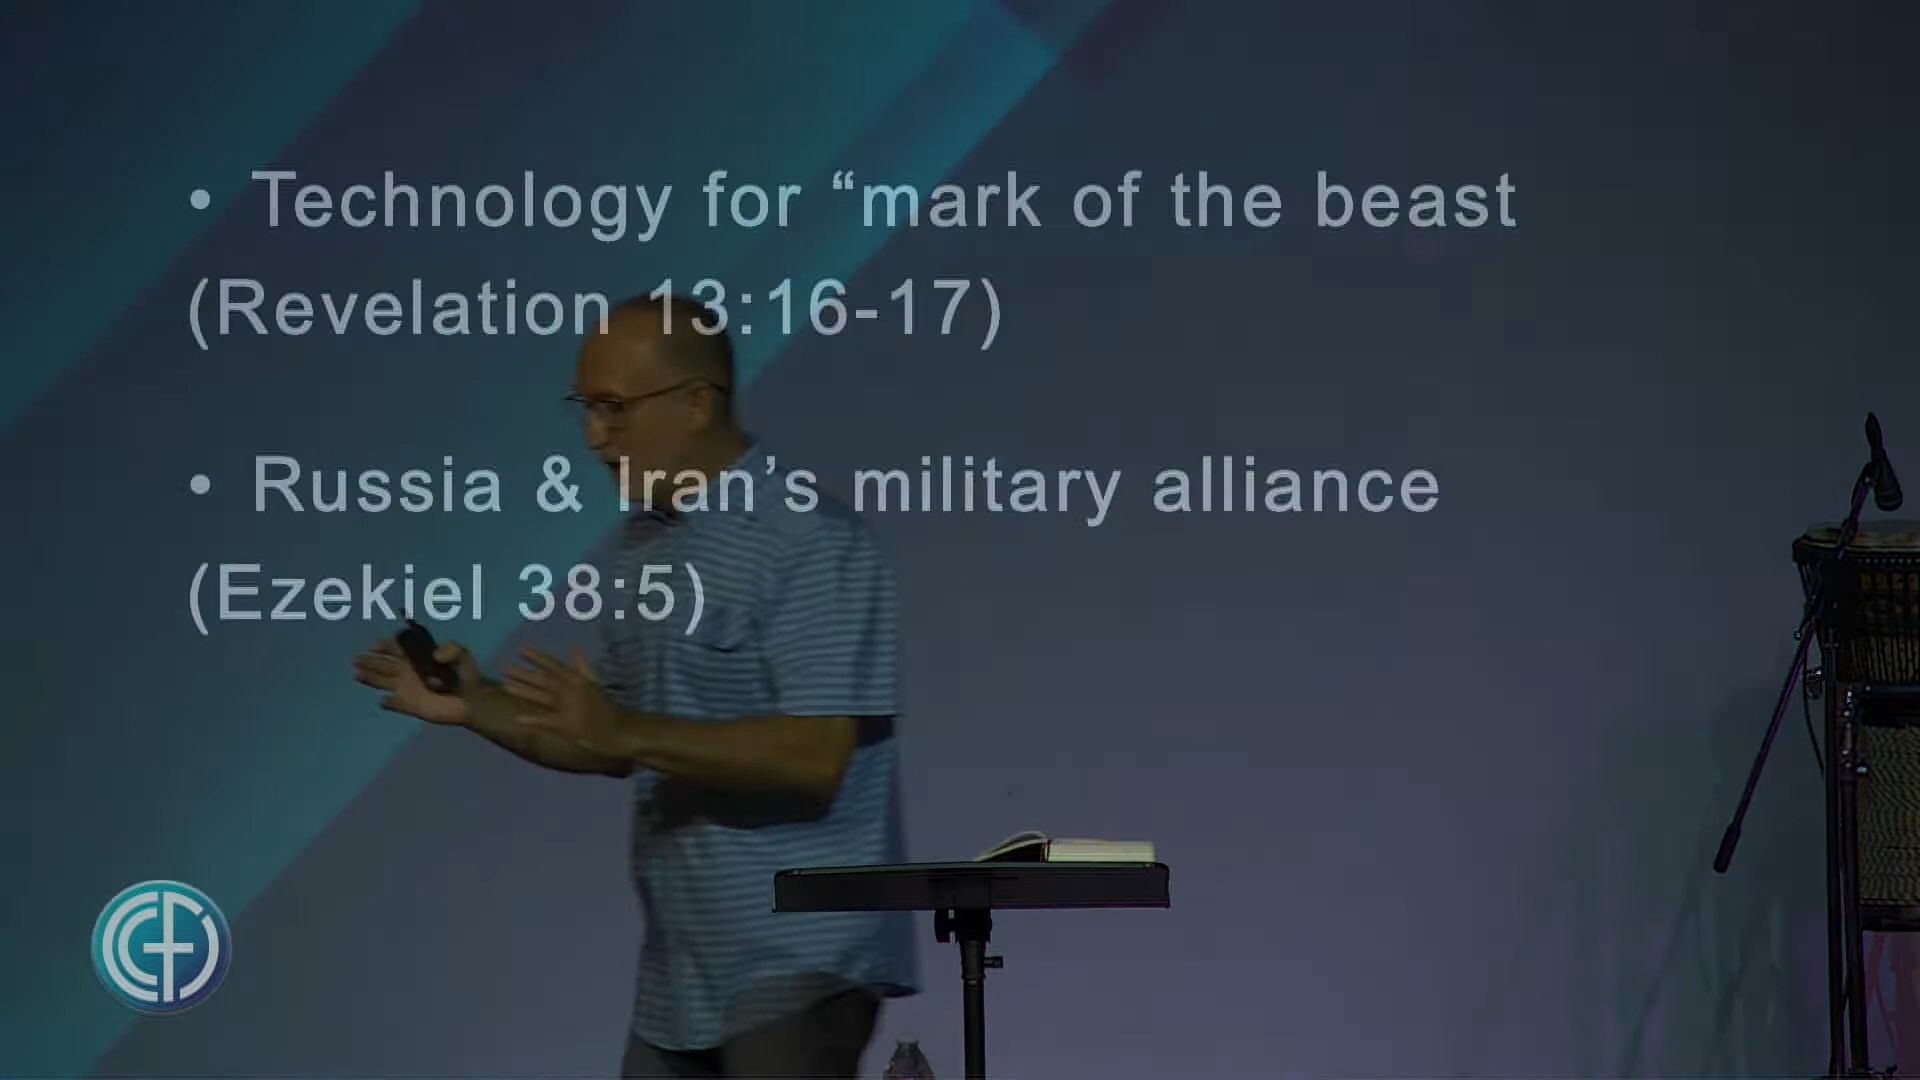 • Technology for “mark of the beast
(Revelation 13:16-17)
• Russia & Iran’s military alliance
(Ezekiel 38:5)